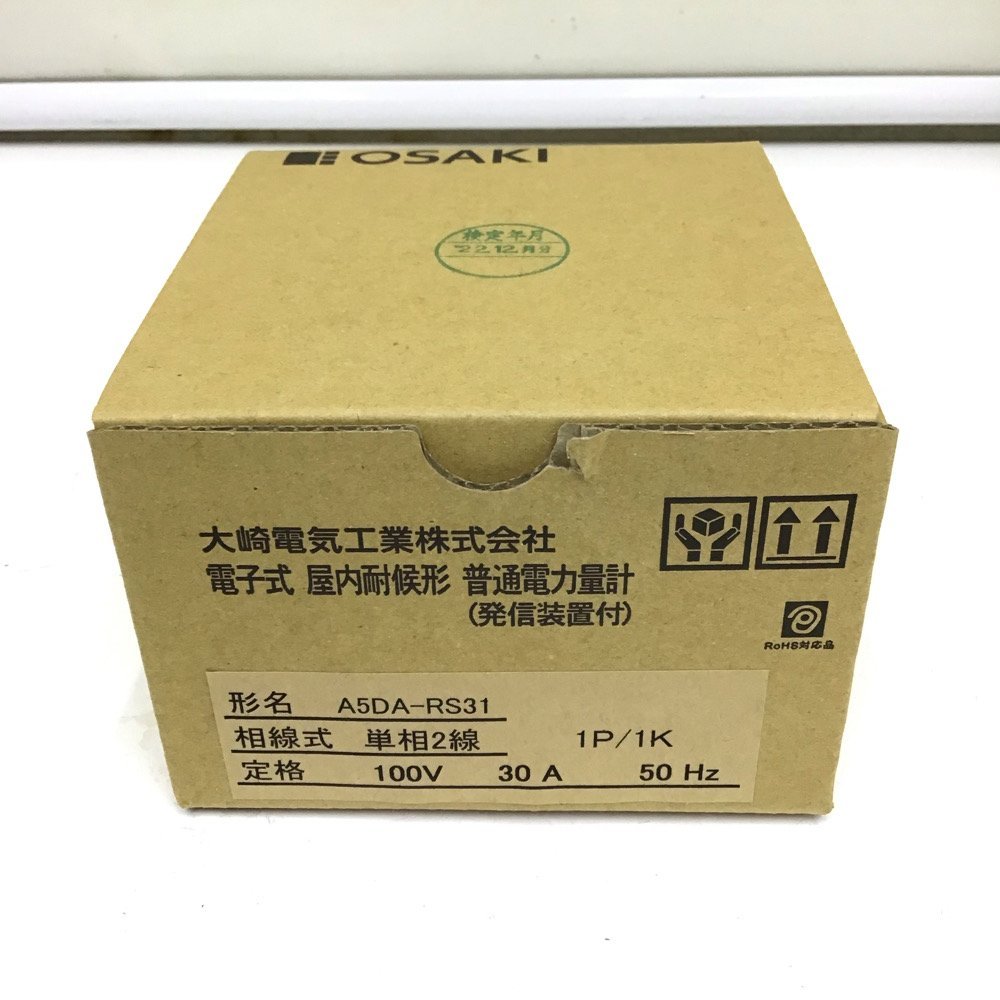 OSAKI
検定年月
'22.12月分
大崎電気工業株式会社
電子式 屋内耐候形 普通電力量計
(発信装置付)
RoHS対応品
形名 A5DA-RS31
相線式 単相2線 1P/1K
定格 100V 30 A 50 Hz